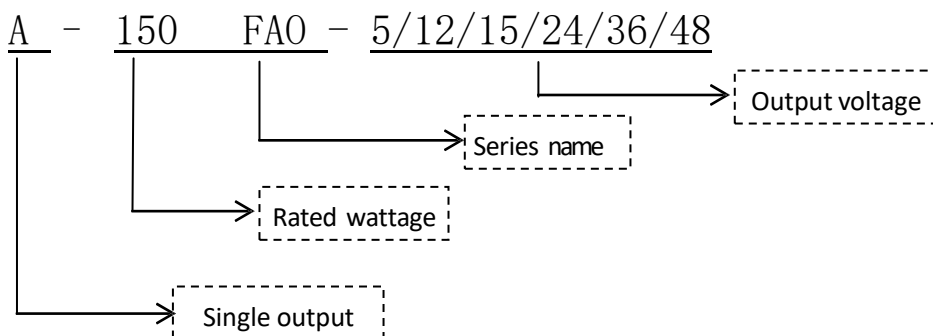 A - 150 FAO - 5/12/15/24/36/48
Output voltage
Series name
Rated wattage
Single output